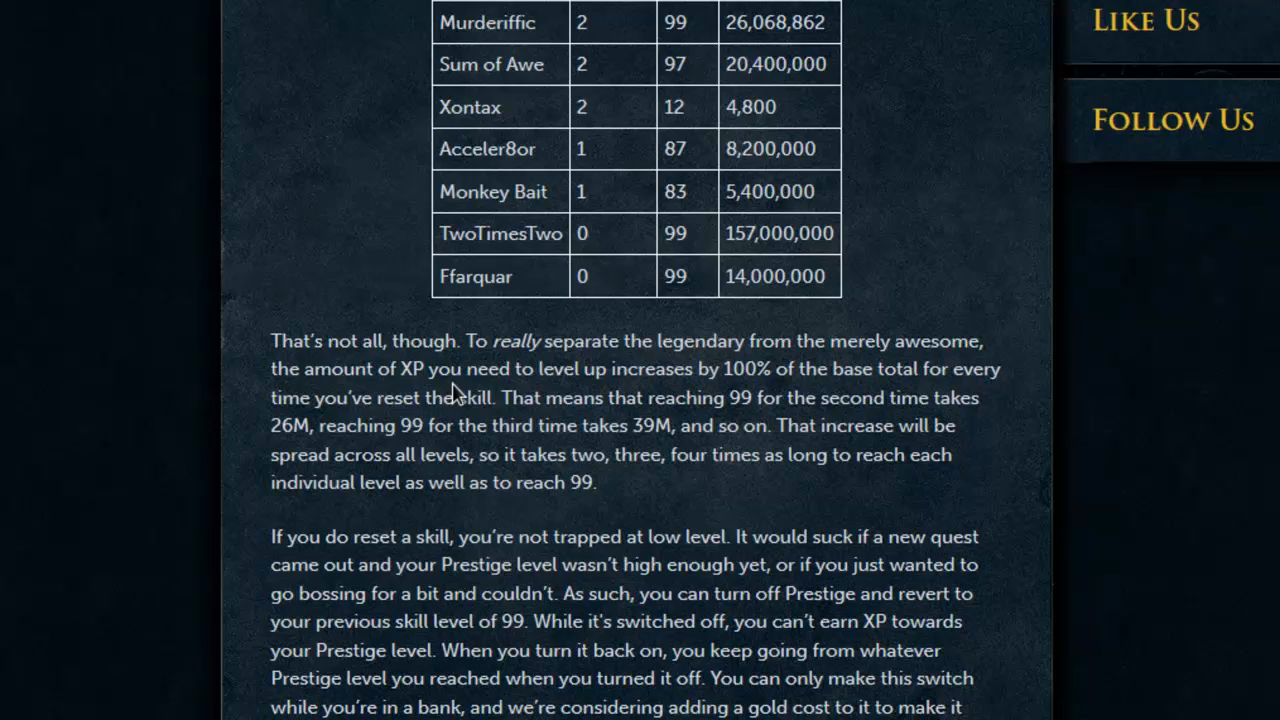 Murderiffic 2 99 26,068,862
Sum of Awe 2 97 20,400,000
Xontax 2 12 4,800
Acceler8or 1 87 8,200,000
Monkey Bait 1 83 5,400,000
TwoTimesTwo 0 99 157,000,000
Ffarquar 0 99 14,000,000
That's not all, though. To really separate the legendary from the merely awesome,
the amount of XP you need to level up increases by 100% of the base total for every
time you've reset the skill. That means that reaching 99 for the second time takes
26M, reaching 99 for the third time takes 39M, and so on. That increase will be
spread across all levels, so it takes two, three, four times as long to reach each
individual level as well as to reach 99.
If you do reset a skill, you're not trapped at low level. It would suck if a new quest
came out and your Prestige level wasn't high enough yet, or if you just wanted to
go bossing for a bit and couldn't. As such, you can turn off Prestige and revert to
your previous skill level of 99. While it's switched off, you can't earn XP towards
your Prestige level. When you turn it back on, you keep going from whatever
Prestige level you reached when you turned it off. You can only make this switch
while you're in a bank, and we're considering adding a gold cost to it to make it
Like Us
Follow Us